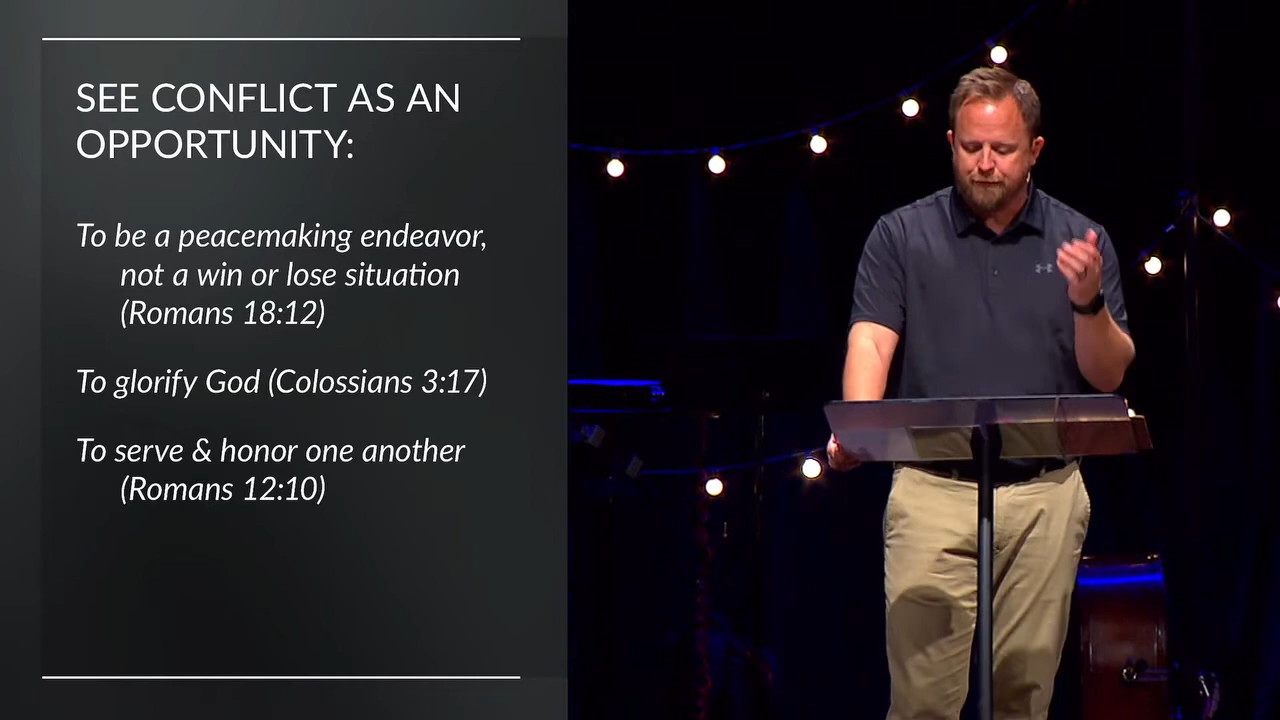 SEE CONFLICT AS AN
OPPORTUNITY:
To be a peacemaking endeavor,
not a win or lose situation
(Romans 18:12)
To glorify God (Colossians 3:17)
To serve & honor one another
(Romans 12:10)